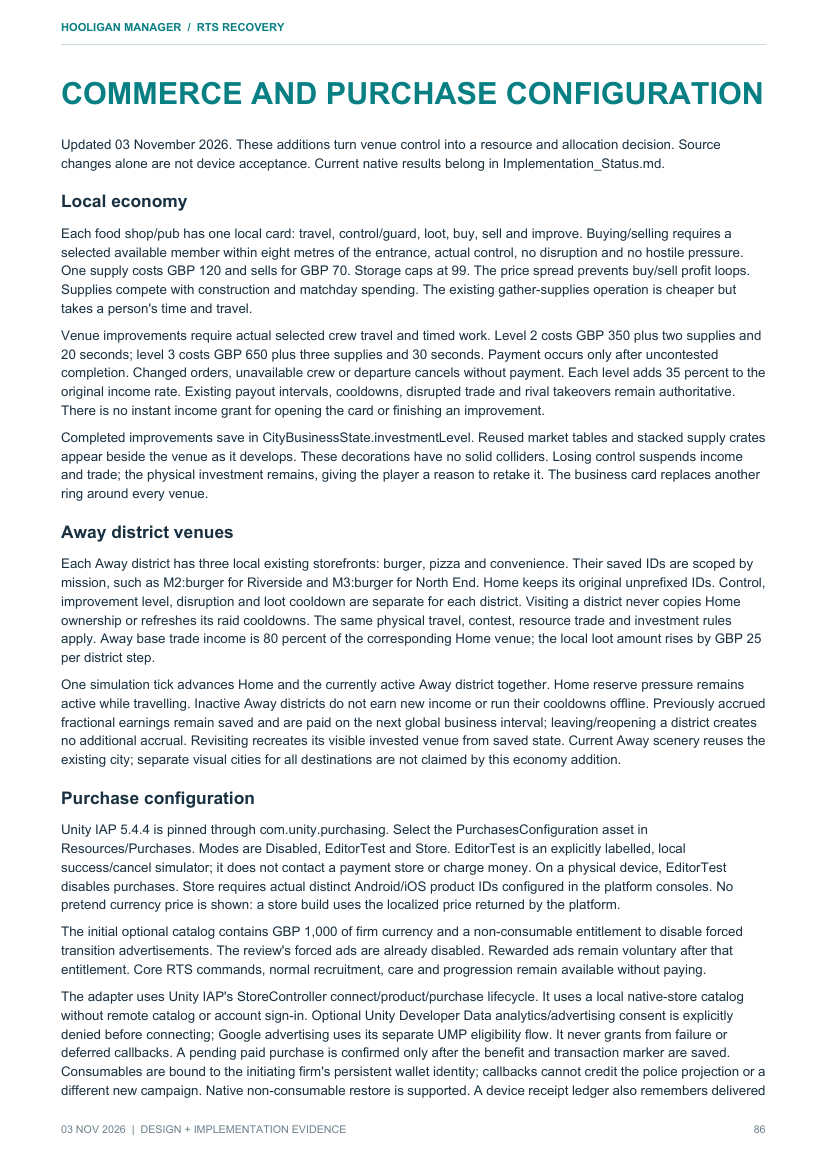 HOOLIGAN MANAGER / RTS RECOVERY
COMMERCE AND PURCHASE CONFIGURATION
Updated 03 November 2026. These additions turn venue control into a resource and allocation decision. Source
changes alone are not device acceptance. Current native results belong in Implementation_Status.md.
Local economy
Each food shop/pub has one local card: travel, control/guard, loot, buy, sell and improve. Buying/selling requires a
selected available member within eight metres of the entrance, actual control, no disruption and no hostile pressure.
One supply costs GBP 120 and sells for GBP 70. Storage caps at 99. The price spread prevents buy/sell profit loops.
Supplies compete with construction and matchday spending. The existing gather-supplies operation is cheaper but
takes a person's time and travel.
Venue improvements require actual selected crew travel and timed work. Level 2 costs GBP 350 plus two supplies and
20 seconds; level 3 costs GBP 650 plus three supplies and 30 seconds. Payment occurs only after uncontested
completion. Changed orders, unavailable crew or departure cancels without payment. Each level adds 35 percent to the
original income rate. Existing payout intervals, cooldowns, disrupted trade and rival takeovers remain authoritative.
There is no instant income grant for opening the card or finishing an improvement.
Completed improvements save in CityBusinessState.investmentLevel. Reused market tables and stacked supply crates
appear beside the venue as it develops. These decorations have no solid colliders. Losing control suspends income
and trade; the physical investment remains, giving the player a reason to retake it. The business card replaces another
ring around every venue.
Away district venues
Each Away district has three local existing storefronts: burger, pizza and convenience. Their saved IDs are scoped by
mission, such as M2:burger for Riverside and M3:burger for North End. Home keeps its original unprefixed IDs. Control,
improvement level, disruption and loot cooldown are separate for each district. Visiting a district never copies Home
ownership or refreshes its raid cooldowns. The same physical travel, contest, resource trade and investment rules
apply. Away base trade income is 80 percent of the corresponding Home venue; the local loot amount rises by GBP 25
per district step.
One simulation tick advances Home and the currently active Away district together. Home reserve pressure remains
active while travelling. Inactive Away districts do not earn new income or run their cooldowns offline. Previously accrued
fractional earnings remain saved and are paid on the next global business interval; leaving/reopening a district creates
no additional accrual. Revisiting recreates its visible invested venue from saved state. Current Away scenery reuses the
existing city; separate visual cities for all destinations are not claimed by this economy addition.
Purchase configuration
Unity IAP 5.4.4 is pinned through com.unity.purchasing. Select the PurchasesConfiguration asset in
Resources/Purchases. Modes are Disabled, EditorTest and Store. EditorTest is an explicitly labelled, local
success/cancel simulator; it does not contact a payment store or charge money. On a physical device, EditorTest
disables purchases. Store requires actual distinct Android/iOS product IDs configured in the platform consoles. No
pretend currency price is shown: a store build uses the localized price returned by the platform.
The initial optional catalog contains GBP 1,000 of firm currency and a non-consumable entitlement to disable forced
transition advertisements. The review's forced ads are already disabled. Rewarded ads remain voluntary after that
entitlement. Core RTS commands, normal recruitment, care and progression remain available without paying.
The adapter uses Unity IAP's StoreController connect/product/purchase lifecycle. It uses a local native-store catalog
without remote catalog or account sign-in. Optional Unity Developer Data analytics/advertising consent is explicitly
denied before connecting; Google advertising uses its separate UMP eligibility flow. It never grants from failure or
deferred callbacks. A pending paid purchase is confirmed only after the benefit and transaction marker are saved.
Consumables are bound to the initiating firm's persistent wallet identity; callbacks cannot credit the police projection or a
different new campaign. Native non-consumable restore is supported. A device receipt ledger also remembers delivered
03 NOV 2026 | DESIGN + IMPLEMENTATION EVIDENCE
86